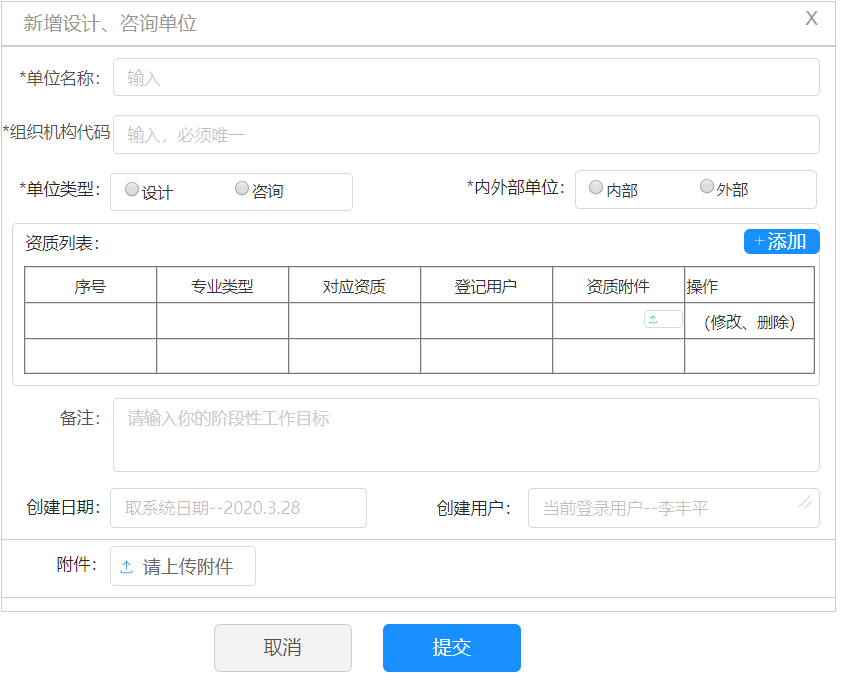 新增设计、咨询单位 X
*单位名称： 输入
*组织机构代码 输入，必须唯一
*单位类型： 设计 咨询 *内外部单位： 内部 外部
资质列表： +添加
序号 专业类型 对应资质 登记用户 资质附件 操作
（修改、删除）
备注： 请输入你的阶段性工作目标
创建日期： 取系统日期--2020.3.28 创建用户： 当前登录用户--李丰平
附件： 请上传附件
取消 提交